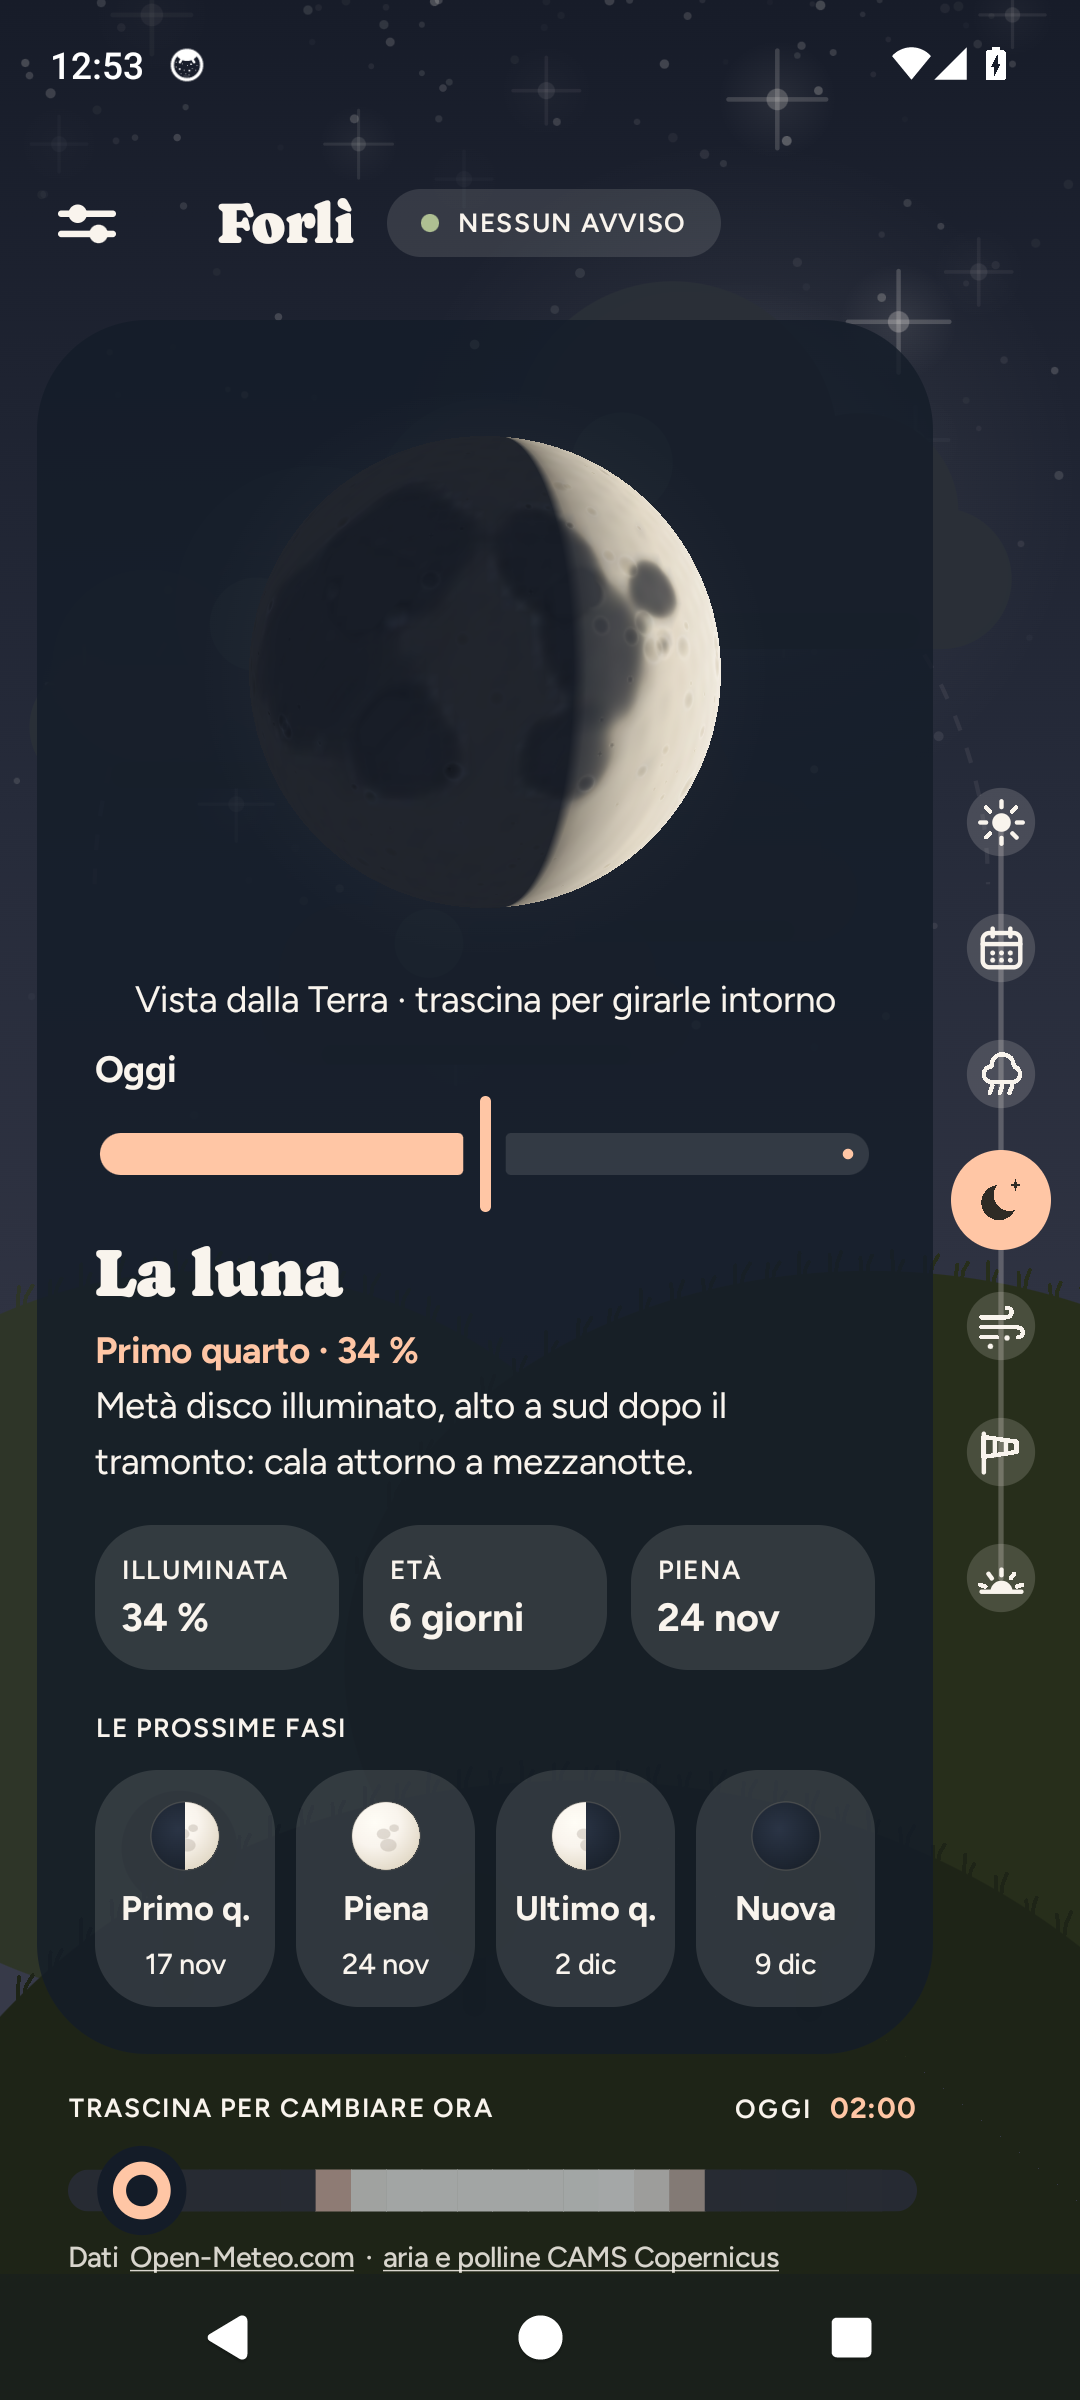 12:53
Forlì
NESSUN AVVISO
Vista dalla Terra · trascina per girarle intorno
Oggi
La luna
Primo quarto · 34 %
Metà disco illuminato, alto a sud dopo il
tramonto: cala attorno a mezzanotte.
ILLUMINATA
34 %
ETÀ
6 giorni
PIENA
24 nov
LE PROSSIME FASI
Primo q.
17 nov
Piena
24 nov
Ultimo q.
2 dic
Nuova
9 dic
TRASCINA PER CAMBIARE ORA
OGGI 02:00
Dati Open-Meteo.com · aria e polline CAMS Copernicus